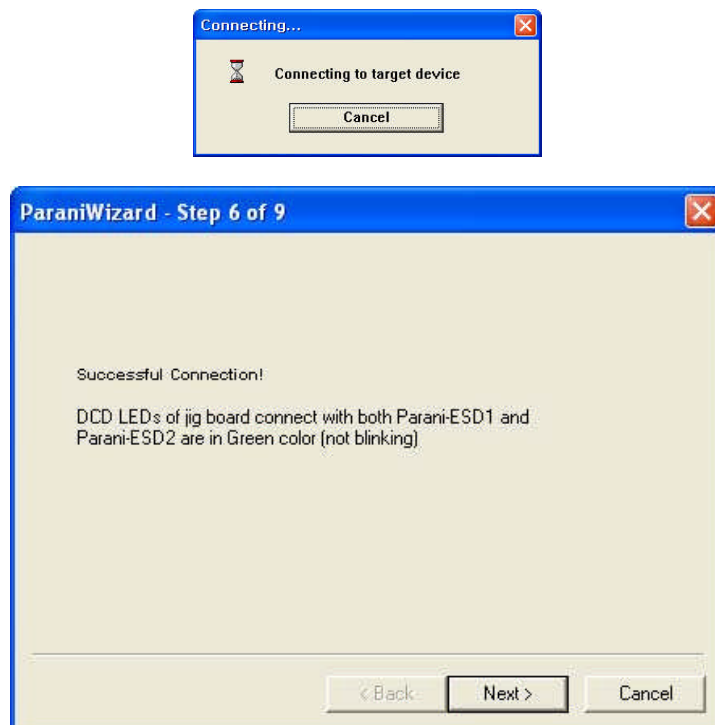 Connecting...
Connecting to target device
Cancel
ParaniWizard - Step 6 of 9
Successful Connection!
DCD LEDs of jig board connect with both Parani-ESD1 and
Parani-ESD2 are in Green color (not blinking)
< Back Next > Cancel